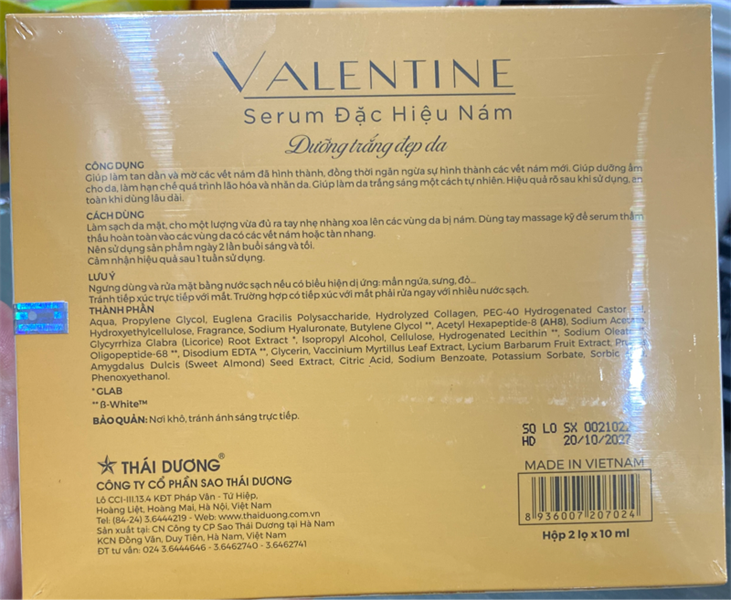 VALENTINE
Serum Đặc Hiệu Nám
Dưỡng trắng đẹp da
CÔNG DỤNG
Giúp làm tan dần và mờ các vết nám đã hình thành, đồng thời ngăn ngừa sự hình thành các vết nám mới. Giúp dưỡng ẩm
cho da, làm hạn chế quá trình lão hóa và nhăn da. Giúp làm da trắng sáng một cách tự nhiên. Hiệu quả rõ sau khi sử dụng, an
toàn khi dùng lâu dài.
CÁCH DÙNG
Làm sạch da mặt, cho một lượng vừa đủ ra tay nhẹ nhàng xoa lên các vùng da bị nám. Dùng tay massage kỹ để serum thẩm
thấu hoàn toàn vào các vùng da có các vết nám hoặc tàn nhang.
Nên sử dụng sản phẩm ngày 2 lần buổi sáng và tối.
Cảm nhận hiệu quả sau 1 tuần sử dụng.
LƯU Ý
Ngưng dùng và rửa mặt bằng nước sạch nếu có biểu hiện dị ứng: mẩn ngứa, sưng, đỏ...
Tránh tiếp xúc trực tiếp với mắt. Trường hợp có tiếp xúc với mắt phải rửa ngay với nhiều nước sạch.
THÀNH PHẦN
Aqua, Propylene Glycol, Euglena Gracilis Polysaccharide, Hydrolyzed Collagen, PEG-40 Hydrogenated Castor
Hydroxyethylcellulose, Fragrance, Sodium Hyaluronate, Butylene Glycol **, Acetyl Hexapeptide-8 (AH8), Sodium
Glycyrrhiza Glabra (Licorice) Root Extract *, Isopropyl Alcohol, Cellulose, Hydrogenated Lecithin **, Sodium Oleate
Oligopeptide-68 **, Disodium EDTA **, Glycerin, Vaccinium Myrtillus Leaf Extract, Lycium Barbarum Fruit Extract,
Amygdalus Dulcis (Sweet Almond) Seed Extract, Citric Acid, Sodium Benzoate, Potassium Sorbate, Sorbic
Phenoxyethanol.
*GLAB
**ß-White™
BẢO QUẢN: Nơi khô, tránh ánh sáng trực tiếp.
SO LO SX 0021022
HD 20/10/2027
MADE IN VIETNAM
8 936007 207024
Hộp 2 lọ x 10 ml
THÁI DƯƠNG®
CÔNG TY CỔ PHẦN SAO THÁI DƯƠNG
Lô CCI-III.13.4 KĐT Pháp Vân - Tứ Hiệp,
Hoàng Liệt, Hoàng Mai, Hà Nội, Việt Nam
Tel: (84-24) 3.6444219 - Web: www.thaiduong.com.vn
Sản xuất tại: CN Công ty CP Sao Thái Dương tại Hà Nam
KCN Đồng Văn, Duy Tiên, Hà Nam, Việt Nam
ĐT tư vấn: 024 3.6444646 - 3.6462740 - 3.6462741